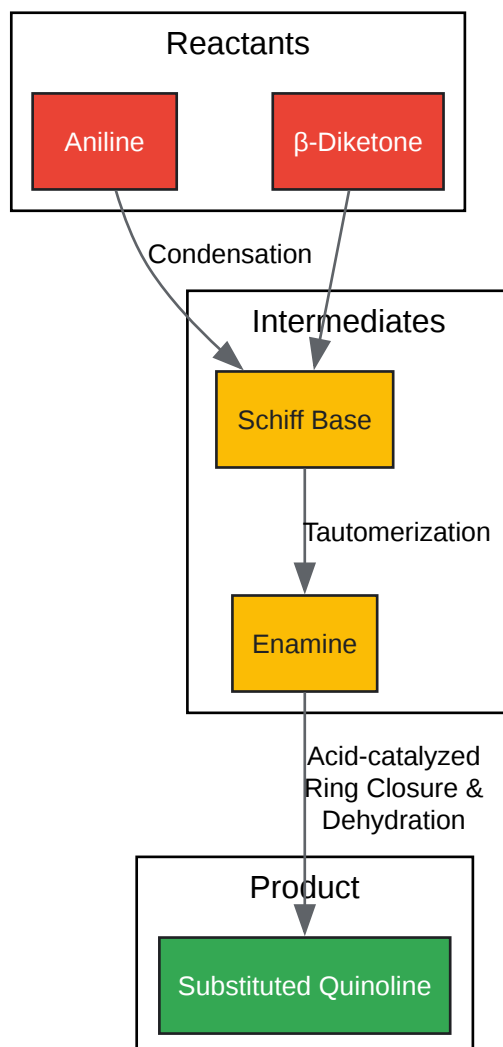 Reactants
Aniline
β-Diketone
Condensation
Intermediates
Schiff Base
Tautomerization
Enamine
Acid-catalyzed
Ring Closure &
Dehydration
Product
Substituted Quinoline